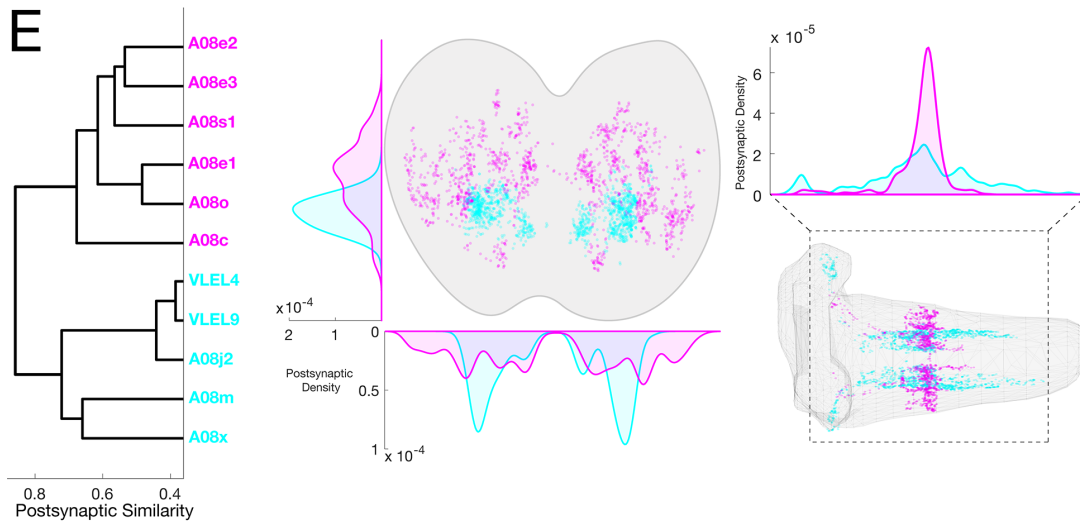 E
A08e2
A08e3
A08s1
A08e1
A08o
A08c
VLEL4
VLEL9
A08j2
A08m
A08x
0.8 0.6 0.4
Postsynaptic Similarity
x 10⁻⁴
2 1
0
0.5
1
x 10⁻⁴
Postsynaptic
Density
x 10⁻⁵
6
4
2
0
Postsynaptic
Density